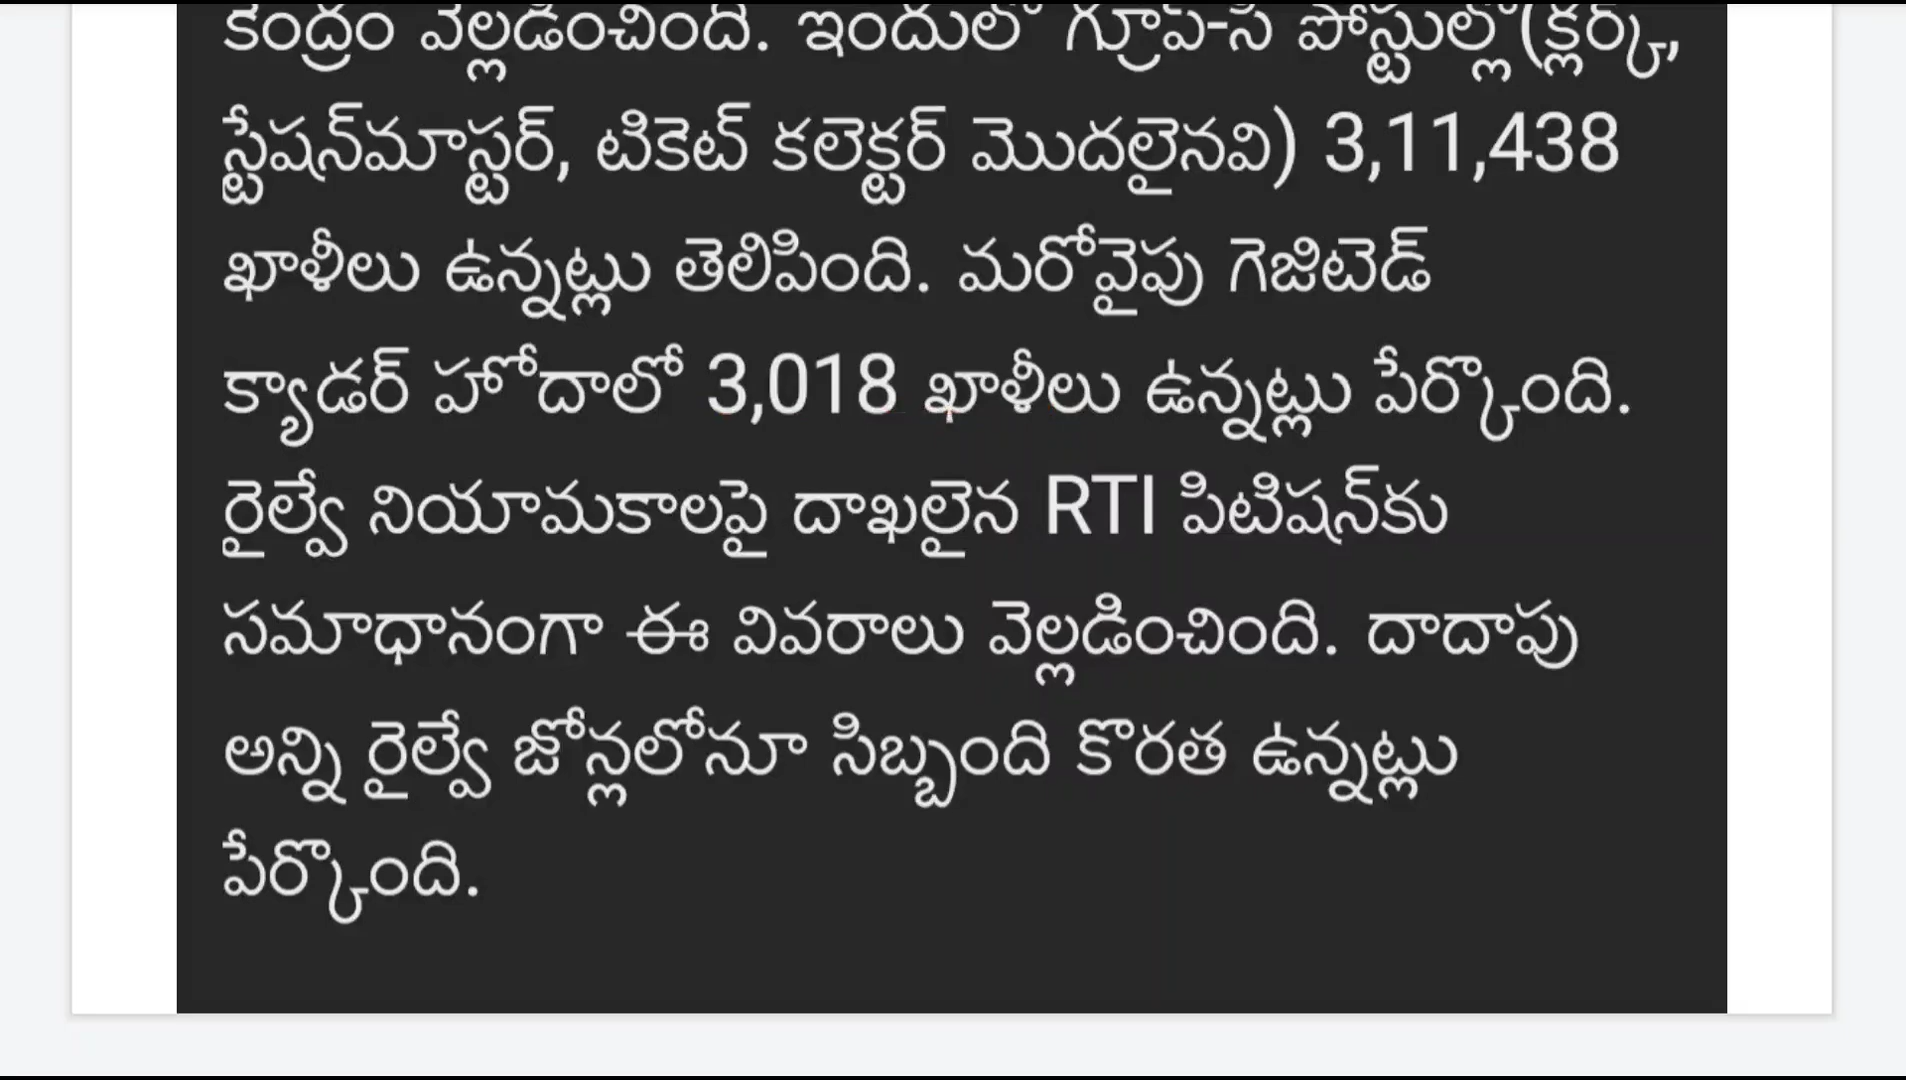 కేంద్రం వెల్లడించింది. ఇందులో గ్రూప్-సి పోస్టుల్లో(క్లర్క్,
స్టేషన్‌మాస్టర్, టికెట్ కలెక్టర్ మొదలైనవి) 3,11,438
ఖాళీలు ఉన్నట్లు తెలిపింది. మరోవైపు గెజిటెడ్
క్యాడర్ హోదాలో 3,018 ఖాళీలు ఉన్నట్లు పేర్కొంది.
రైల్వే నియామకాలపై దాఖలైన RTI పిటిషన్‌కు
సమాధానంగా ఈ వివరాలు వెల్లడించింది. దాదాపు
అన్ని రైల్వే జోన్లలోనూ సిబ్బంది కొరత ఉన్నట్లు
పేర్కొంది.